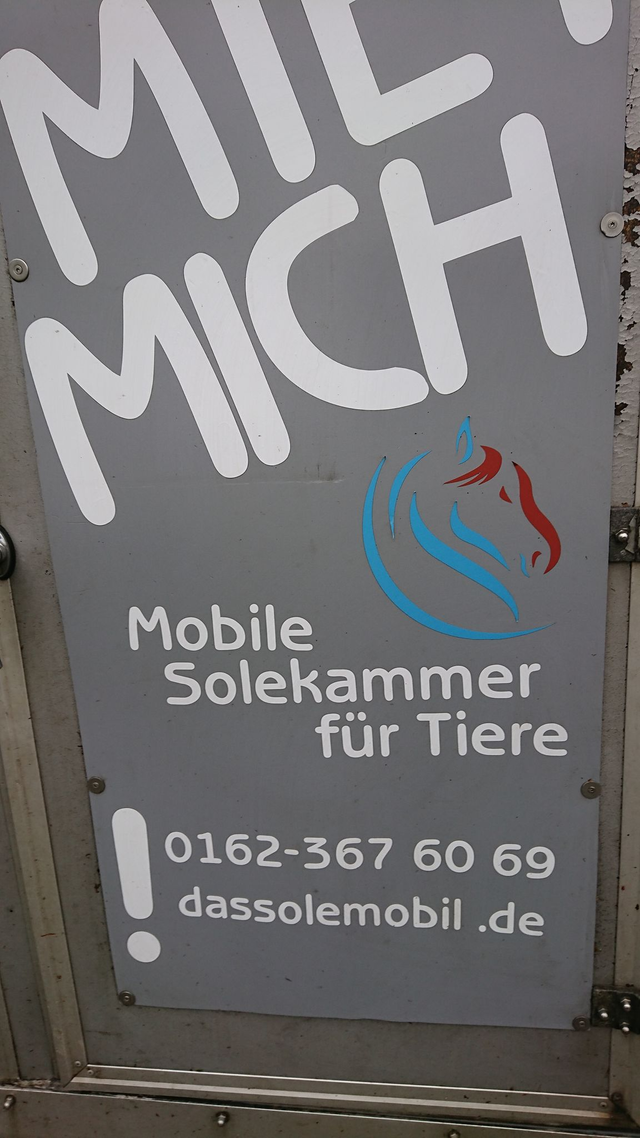 MIET
MICH
Mobile
Solekammer
für Tiere
! 0162-367 60 69
dassolemobil .de